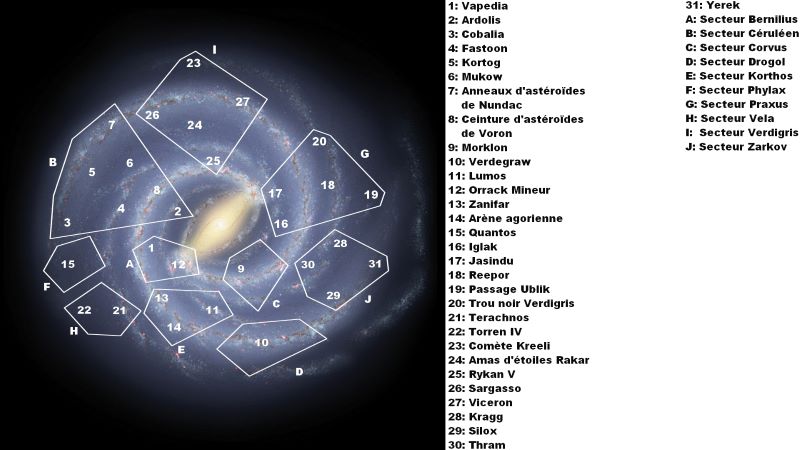 I
23
27
26
24
7
B
25
6
5
8
4
2
3
20
G
17
18
19
16
15
F
1
A
12
9
C
28
30
31
29
J
22
21
H
13
11
14
E
10
D
1: Vapedia
2: Ardolis
3: Cobalia
4: Fastoon
5: Kortog
6: Mukow
7: Anneaux d'astéroïdes
de Nundac
8: Ceinture d'astéroïdes
de Voron
9: Morklon
10: Verdegraw
11: Lumos
12: Orrack Mineur
13: Zanifar
14: Arène agorienne
15: Quantos
16: Iglak
17: Jasindu
18: Reepor
19: Passage Ublik
20: Trou noir Verdigris
21: Terachnos
22: Torren IV
23: Comète Kreeli
24: Amas d'étoiles Rakar
25: Rykan V
26: Sargasso
27: Viceron
28: Kragg
29: Silox
30: Thram
31: Yerek
A: Secteur Bernilius
B: Secteur Céruléen
C: Secteur Corvus
D: Secteur Drogol
E: Secteur Korthos
F: Secteur Phylax
G: Secteur Praxus
H: Secteur Vela
I: Secteur Verdigris
J: Secteur Zarkov